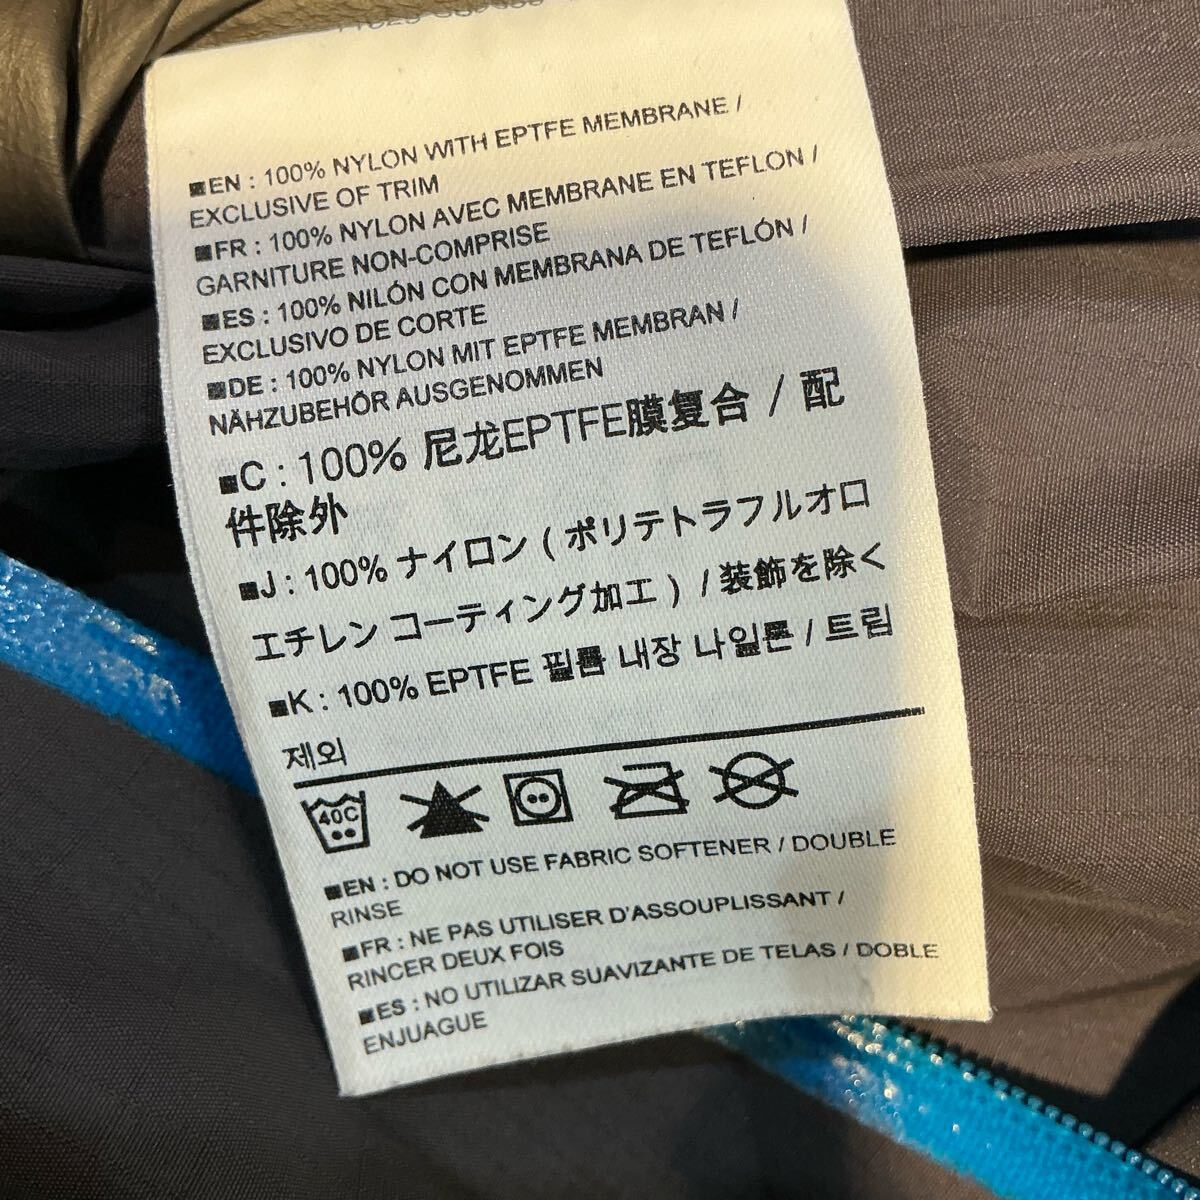 ■EN : 100% NYLON WITH EPTFE MEMBRANE /
EXCLUSIVE OF TRIM
■FR : 100% NYLON AVEC MEMBRANE EN TEFLON /
GARNITURE NON-COMPRISE
■ES : 100% NILÓN CON MEMBRANA DE TEFLÓN /
EXCLUSIVO DE CORTE
■DE : 100% NYLON MIT EPTFE MEMBRAN /
NÄHZUBEHÖR AUSGENOMMEN
■C : 100% 尼龙EPTFE膜复合 / 配
件除外
■J : 100% ナイロン ( ポリテトラフルオロ
エチレン コーティング加工 ) / 装飾を除く
■K : 100% EPTFE 필름 내장 나일론 / 트림
제외
40C
■EN : DO NOT USE FABRIC SOFTENER / DOUBLE
RINSE
■FR : NE PAS UTILISER D'ASSOUPLISSANT /
RINCER DEUX FOIS
■ES : NO UTILIZAR SUAVIZANTE DE TELAS / DOBLE
ENJUAGUE